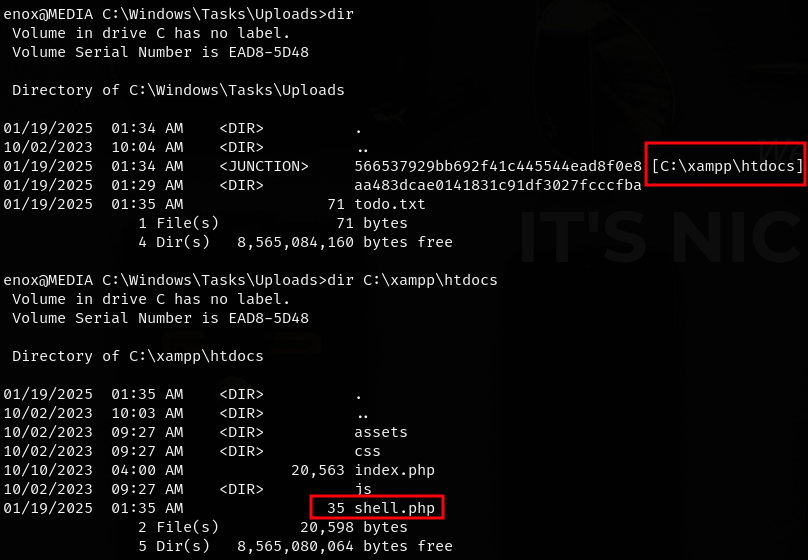 enox@MEDIA C:\Windows\Tasks\Uploads>dir
 Volume in drive C has no label.
 Volume Serial Number is EAD8-5D48

 Directory of C:\Windows\Tasks\Uploads

01/19/2025  01:34 AM    <DIR>          .
10/02/2023  10:04 AM    <DIR>          ..
01/19/2025  01:34 AM    <JUNCTION>     566537929bb692f41c445544ead8f0e8 [C:\xampp\htdocs]
01/19/2025  01:29 AM    <DIR>          aa483dcae0141831c91df3027fcccfba
01/19/2025  01:35 AM                71 todo.txt
               1 File(s)             71 bytes
               4 Dir(s)   8,565,084,160 bytes free

enox@MEDIA C:\Windows\Tasks\Uploads>dir C:\xampp\htdocs
 Volume in drive C has no label.
 Volume Serial Number is EAD8-5D48

 Directory of C:\xampp\htdocs

01/19/2025  01:35 AM    <DIR>          .
10/02/2023  10:03 AM    <DIR>          ..
10/02/2023  09:27 AM    <DIR>          assets
10/02/2023  09:27 AM    <DIR>          css
10/10/2023  04:00 AM            20,563 index.php
10/02/2023  09:27 AM    <DIR>          js
01/19/2025  01:35 AM                35 shell.php
               2 File(s)         20,598 bytes
               5 Dir(s)   8,565,080,064 bytes free
We
IT'S NIC